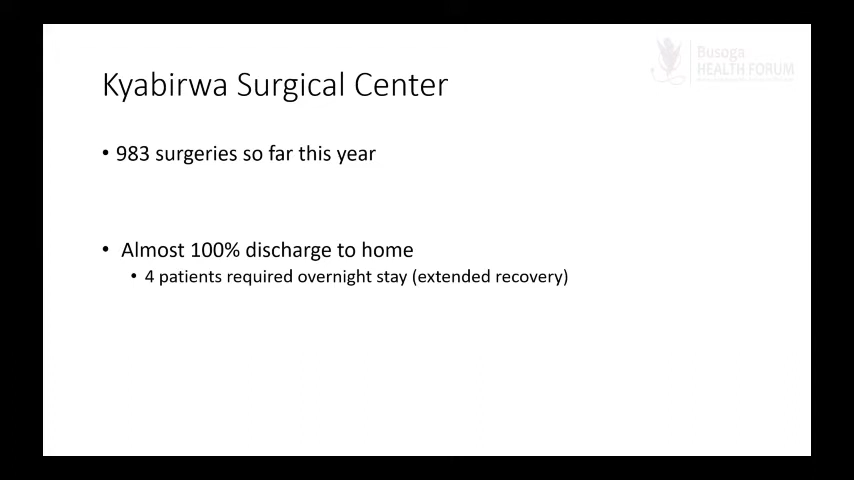 Busoga
HEALTH FORUM
Kyabirwa Surgical Center
• 983 surgeries so far this year
• Almost 100% discharge to home
• 4 patients required overnight stay (extended recovery)